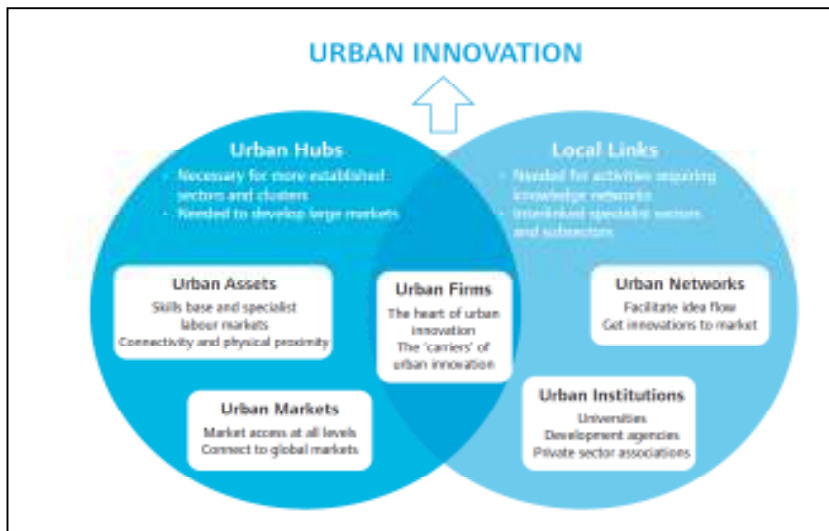 URBAN INNOVATION
Urban Hubs
· Necessary for more established
sectors and clusters
· Needed to develop large markets
Local Links
· Needed for activities requiring
knowledge networks
· Interlinked specialist sectors
and subsectors
Urban Assets
Skills base and specialist
labour markets
Connectivity and physical proximity
Urban Firms
The heart of urban
innovation
The 'carriers' of
urban innovation
Urban Networks
Facilitate idea flow
Get innovations to market
Urban Markets
Market access at all levels
Connect to global markets
Urban Institutions
Universities
Development agencies
Private sector associations